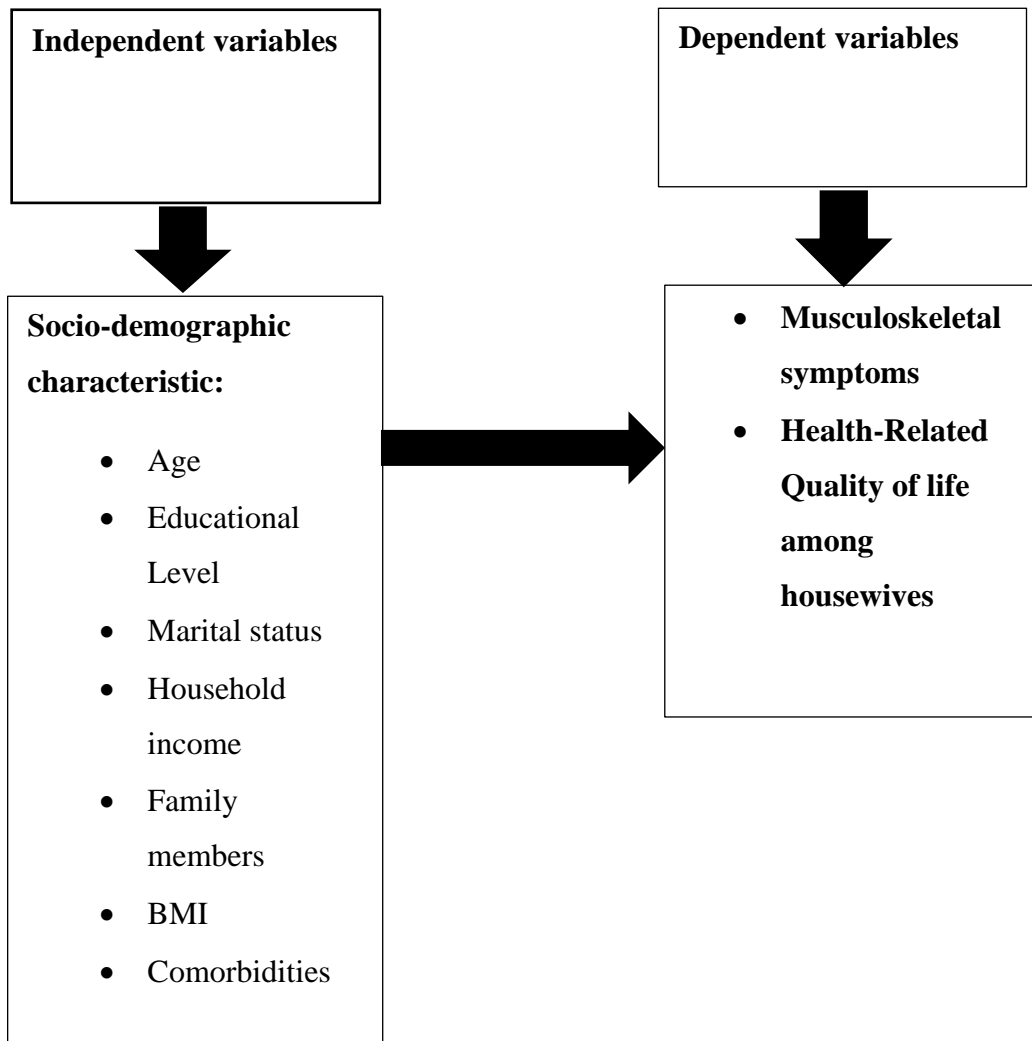 Independent variables
Dependent variables
Socio-demographic
characteristic:
• Age
• Educational
Level
• Marital status
• Household
income
• Family
members
• BMI
• Comorbidities
• Musculoskeletal
symptoms
• Health-Related
Quality of life
among
housewives